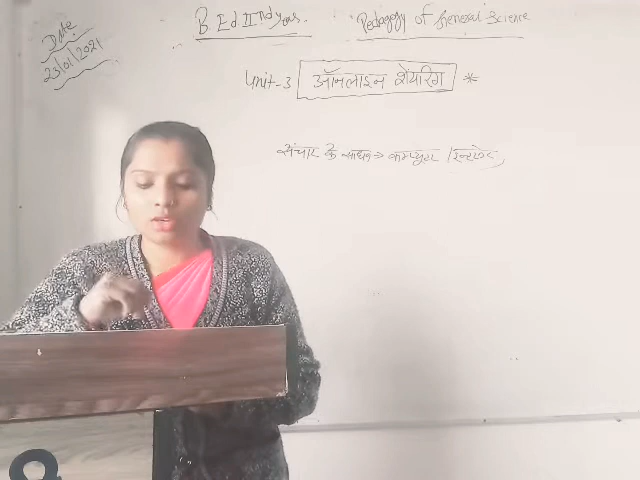 Date
23/01/2021
B.Ed IInd year.
Pedagogy of General Science
Unit-3 ऑनलाइन शेयरिंग *
संचार के साधन → कम्प्यूटर / इन्टरनेट,